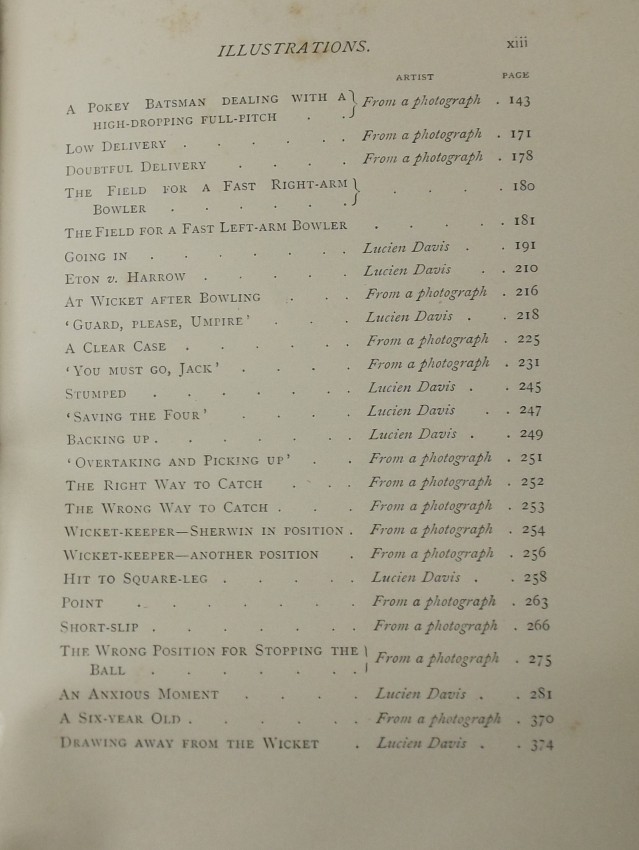 ILLUSTRATIONS. xiii
ARTIST PAGE
A POKEY BATSMAN DEALING WITH A } From a photograph . 143
HIGH-DROPPING FULL-PITCH . .
LOW DELIVERY . . . . . . From a photograph . 171
DOUBTFUL DELIVERY . . . . From a photograph . 178
THE FIELD FOR A FAST RIGHT-ARM } . . . . 180
BOWLER . . . . . .
THE FIELD FOR A FAST LEFT-ARM BOWLER . . . . . 181
GOING IN . . . . . . Lucien Davis . . 191
ETON v. HARROW . . . . . Lucien Davis . . 210
AT WICKET AFTER BOWLING . . . From a photograph . 216
‘GUARD, PLEASE, UMPIRE’ . . . Lucien Davis . . 218
A CLEAR CASE . . . . . From a photograph . 225
‘YOU MUST GO, JACK’ . . . . From a photograph . 231
STUMPED . . . . . . . Lucien Davis . . 245
‘SAVING THE FOUR’ . . . . Lucien Davis . . 247
BACKING UP . . . . . . . Lucien Davis . . 249
‘OVERTAKING AND PICKING UP’ . . From a photograph . 251
THE RIGHT WAY TO CATCH . . . From a photograph . 252
THE WRONG WAY TO CATCH . . . From a photograph . 253
WICKET-KEEPER—SHERWIN IN POSITION . From a photograph . 254
WICKET-KEEPER—ANOTHER POSITION . From a photograph . 256
HIT TO SQUARE-LEG . . . . . Lucien Davis . . 258
POINT . . . . . . . From a photograph . 263
SHORT-SLIP . . . . . . . From a photograph . 266
THE WRONG POSITION FOR STOPPING THE } From a photograph . 275
BALL . . . . . . .
AN ANXIOUS MOMENT . . . . Lucien Davis . . 281
A SIX-YEAR OLD . . . . . . From a photograph . 370
DRAWING AWAY FROM THE WICKET . Lucien Davis . . 374